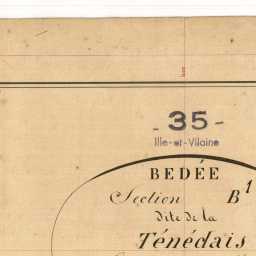 - 35 -
Ille-et-Vilaine
BEDÉE
Section B¹
dite de la
Ténédais